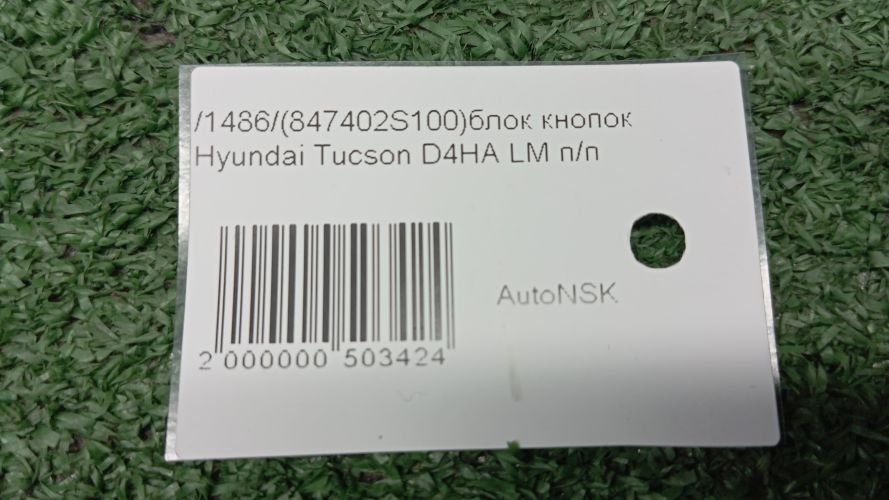 /1486/(847402S100)блок кнопок
Hyundai Tucson D4HA LM п/п
AutoNSK
2 000000 503424